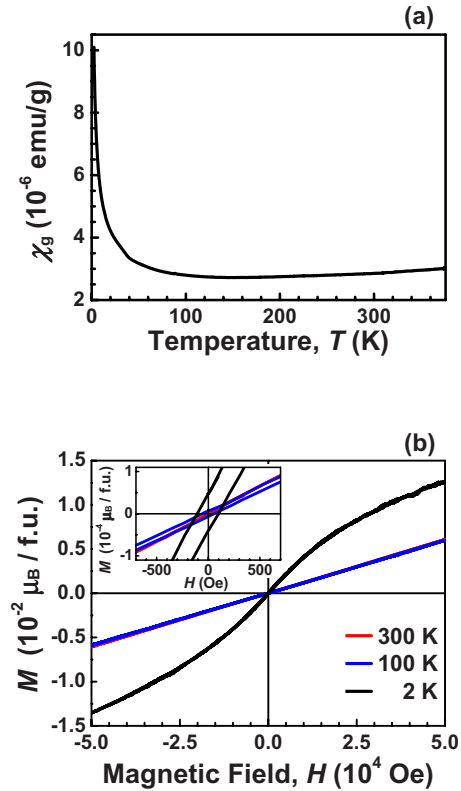 (a)
10
8
6
4
2
χg (10-6 emu/g)
0 100 200 300
Temperature, T (K)
(b)
1.5
1.0
0.5
0.0
-0.5
-1.0
-1.5
M (10-2 μB / f.u.)
1
0
-1
M (10-4 μB / f.u.)
-500 0 500
H (Oe)
300 K
100 K
2 K
-5.0 -2.5 0.0 2.5 5.0
Magnetic Field, H (104 Oe)